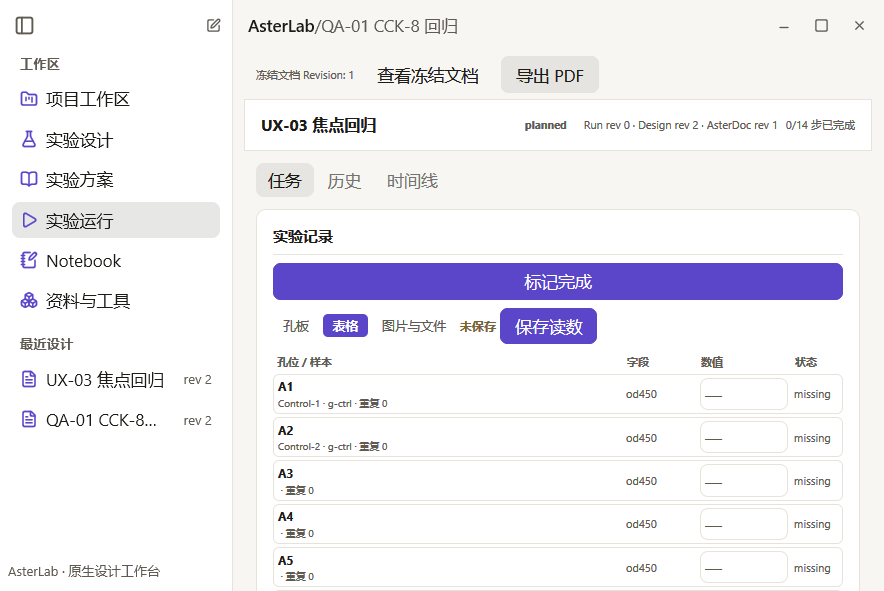 AsterLab/QA-01 CCK-8 回归
工作区
项目工作区
实验设计
实验方案
实验运行
Notebook
资料与工具
最近设计
UX-03 焦点回归 rev 2
QA-01 CCK-8... rev 2
AsterLab · 原生设计工作台
冻结文档 Revision: 1 查看冻结文档 导出 PDF
UX-03 焦点回归 planned Run rev 0 · Design rev 2 · AsterDoc rev 1 0/14 步已完成
任务 历史 时间线
实验记录
标记完成
孔板 表格 图片与文件 未保存 保存读数
孔位 / 样本 字段 数值 状态
A1
Control-1 · g-ctrl · 重复 0 od450 — missing
A2
Control-2 · g-ctrl · 重复 0 od450 — missing
A3
· 重复 0 od450 — missing
A4
· 重复 0 od450 — missing
A5
· 重复 0 od450 — missing